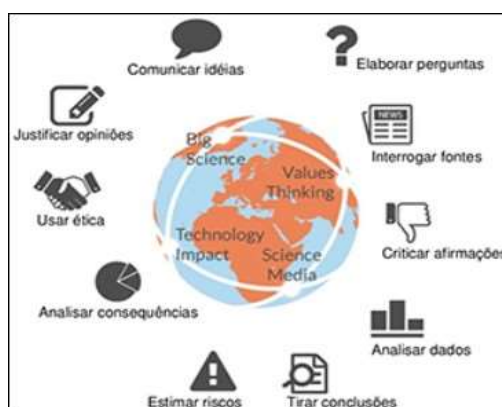 Comunicar idéias
Elaborar perguntas
Justificar opiniões
NEWS
Interrogar fontes
Big
Science
Values
Thinking
Usar ética
Technology
Impact
Science
Media
Criticar afirmações
Analisar consequências
Analisar dados
Estimar riscos
Tirar conclusões